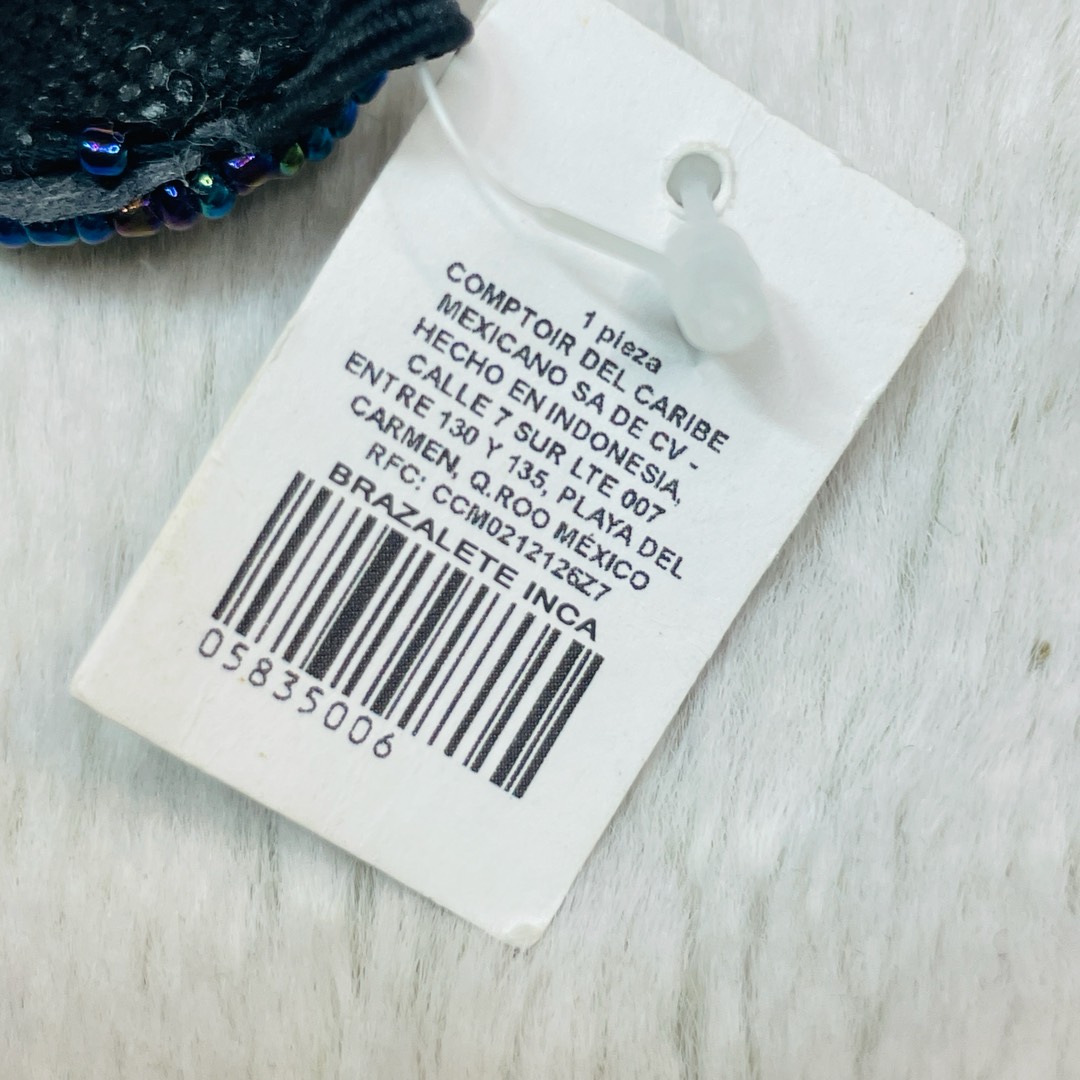 1 pieza
COMPTOIR DEL CARIBE
MEXICANO SA DE CV -
HECHO EN INDONESIA,
CALLE 7 SUR LTE 007
ENTRE 130 Y 135, PLAYA DEL
CARMEN, Q.ROO MÉXICO
RFC: CCM0212126Z7
BRAZALETE INCA
05835006